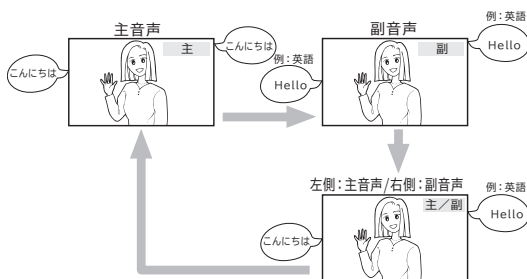 主音声
主
こんにちは
こんにちは
副音声
副
例：英語
Hello
例：英語
Hello
左側：主音声/右側：副音声
主／副
こんにちは
例：英語
Hello